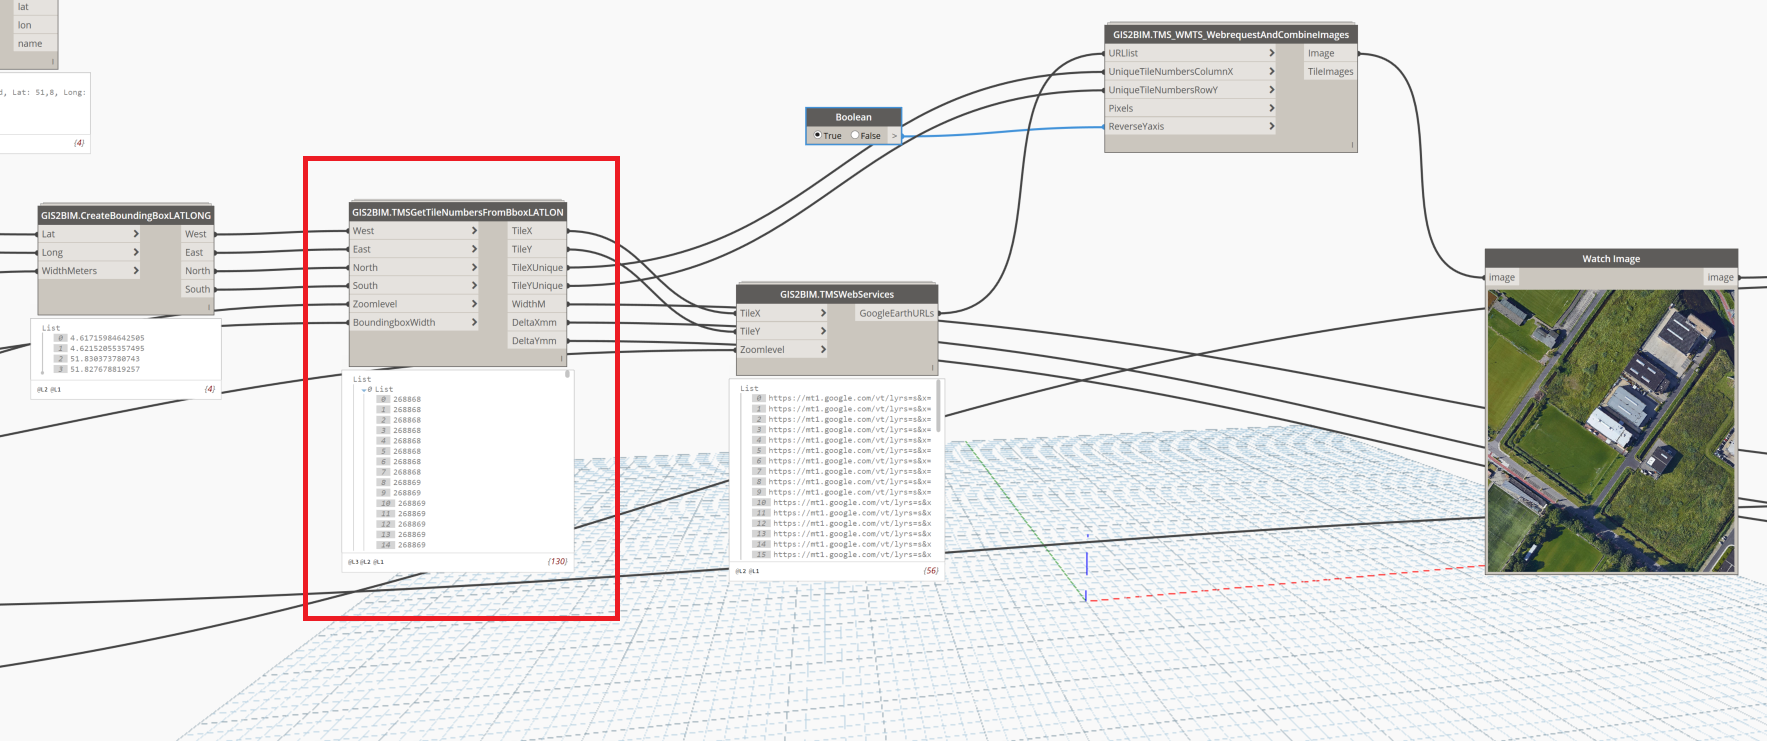 lat
lon
name
d, Lat: 51,8, Long:
{4}
GIS2BIM.CreateBoundingBoxLATLONG
Lat > West
Long > East
WidthMeters > North
South
List
0 4.61715984642505
1 4.62152055357495
2 51.830373780743
3 51.827678819257
@L2 @L1 {4}
GIS2BIM.TMSGetTileNumbersFromBboxLATLON
West > TileX
East > TileY
North > TileXUnique
South > TileYUnique
Zoomlevel > WidthM
BoundingboxWidth > DeltaXmm
DeltaYmm
List
0 List
0 268868
1 268868
2 268868
3 268868
4 268868
5 268868
6 268868
7 268868
8 268869
9 268869
10 268869
11 268869
12 268869
13 268869
14 268869
@L3 @L2 @L1 {130}
Boolean
True False >
GIS2BIM.TMSWebServices
TileX > GoogleEarthURLs
TileY >
Zoomlevel >
List
0 https://mt1.google.com/vt/lyrs=s&x=
1 https://mt1.google.com/vt/lyrs=s&x=
2 https://mt1.google.com/vt/lyrs=s&x=
3 https://mt1.google.com/vt/lyrs=s&x=
4 https://mt1.google.com/vt/lyrs=s&x=
5 https://mt1.google.com/vt/lyrs=s&x=
6 https://mt1.google.com/vt/lyrs=s&x=
7 https://mt1.google.com/vt/lyrs=s&x=
8 https://mt1.google.com/vt/lyrs=s&x=
9 https://mt1.google.com/vt/lyrs=s&x=
10 https://mt1.google.com/vt/lyrs=s&x
11 https://mt1.google.com/vt/lyrs=s&x
12 https://mt1.google.com/vt/lyrs=s&x
13 https://mt1.google.com/vt/lyrs=s&x
14 https://mt1.google.com/vt/lyrs=s&x
15 https://mt1.google.com/vt/lyrs=s&x
@L2 @L1 {56}
GIS2BIM.TMS_WMTS_WebrequestAndCombineImages
URLlist > Image
UniqueTileNumbersColumnX > TileImages
UniqueTileNumbersRowY >
Pixels >
ReverseYaxis >
Watch Image
image image